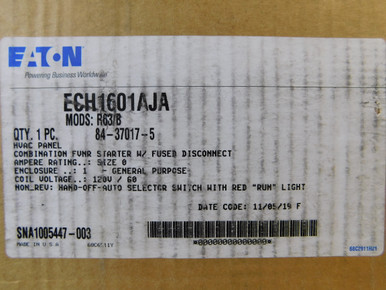 EATON
Powering Business Worldwide
ECH1601AJA
MODS: R63/B
QTY. 1 PC. 84-37017-5
HVAC PANEL
COMBINATION FVNR STARTER W/ FUSED DISCONNECT
AMPERE RATING..: SIZE 0
ENCLOSURE ..: 1 - GENERAL PURPOSE-
COIL VOLTAGE..: 120V / 60
NON_REV: HAND-OFF-AUTO SELECTOR SWITCH WITH RED "RUN" LIGHT
DATE CODE: 11/05/19 F
SNA1005447-003
MADE IN U S A